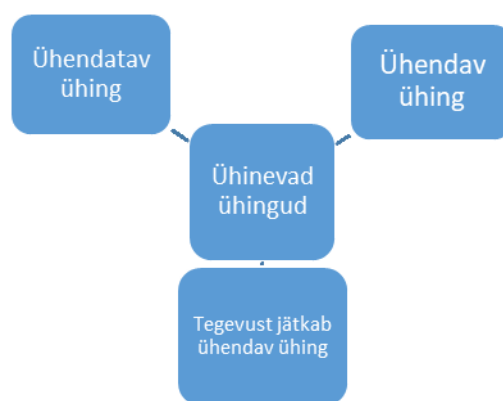 Ühendatav
ühing
Ühendav
ühing
Ühinevad
ühingud
Tegevust jätkab
ühendav ühing